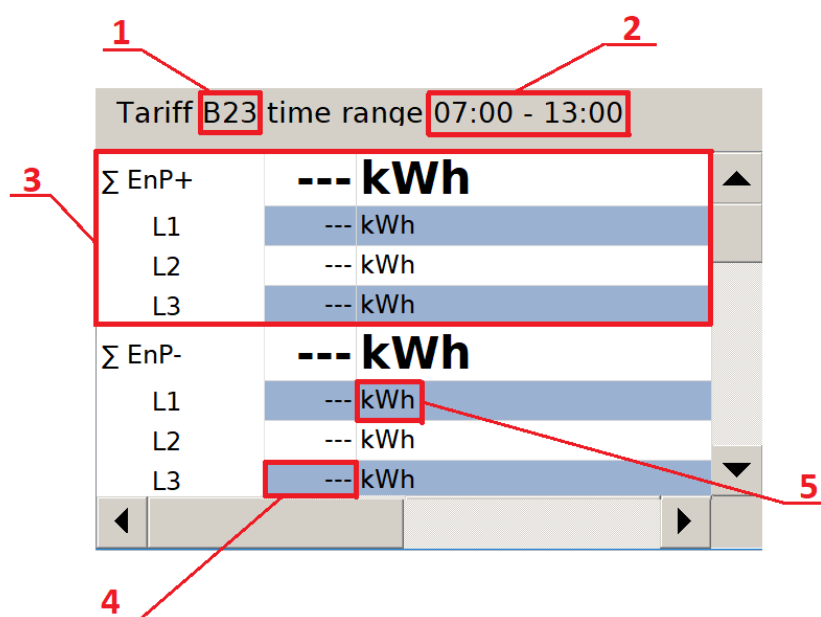 1
2
Tariff B23 time range 07:00 - 13:00
3
∑ EnP+ --- kWh
L1 --- kWh
L2 --- kWh
L3 --- kWh
∑ EnP- --- kWh
L1 --- kWh
L2 --- kWh
L3 --- kWh
5
4